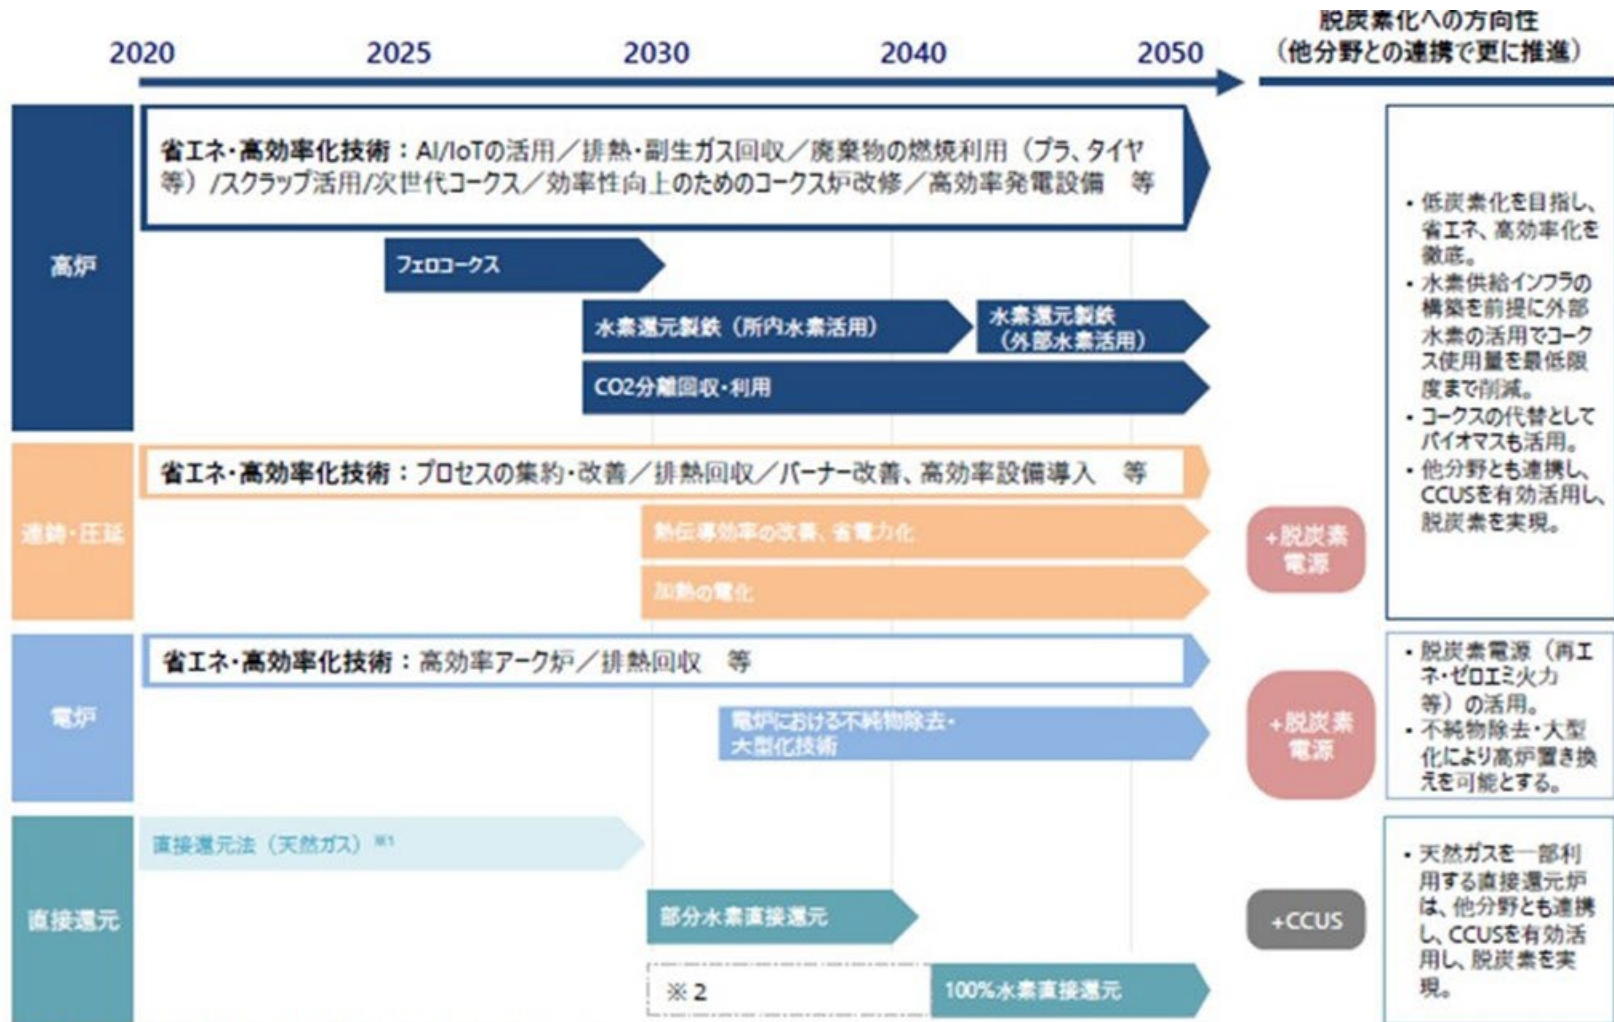 脱炭素化への方向性
(他分野との連携で更に推進)
2020 2025 2030 2040 2050
高炉
省エネ・高効率化技術:AI/IoTの活用/排熱・副生ガス回収/廃棄物の燃焼利用(プラ、タイヤ
等)/スクラップ活用/次世代コークス/効率性向上のためのコークス炉改修/高効率発電設備 等
フェロコークス
水素還元製鉄(所内水素活用)
水素還元製鉄
(外部水素活用)
CO2分離回収・利用
・低炭素化を目指し、
省エネ、高効率化を
徹底。
・水素供給インフラの
構築を前提に外部
水素の活用でコーク
ス使用量を最低限
度まで削減。
・コークスの代替として
バイオマスも活用。
・他分野とも連携し、
CCUSを有効活用し、
脱炭素を実現。
連鋳・圧延
省エネ・高効率化技術:プロセスの集約・改善/排熱回収/バーナー改善、高効率設備導入 等
熱伝導効率の改善、省電力化
加熱の電化
+脱炭素
電源
電炉
省エネ・高効率化技術:高効率アーク炉/排熱回収 等
電炉における不純物除去・
大型化技術
+脱炭素
電源
・脱炭素電源(再エ
ネ・ゼロエミ火力
等)の活用。
・不純物除去・大型
化により高炉置き換
えを可能とする。
直接還元
直接還元法(天然ガス)※1
部分水素直接還元
※2
100%水素直接還元
+CCUS
・天然ガスを一部利
用する直接還元炉
は、他分野とも連携
し、CCUSを有効活
用し、脱炭素を実
現。